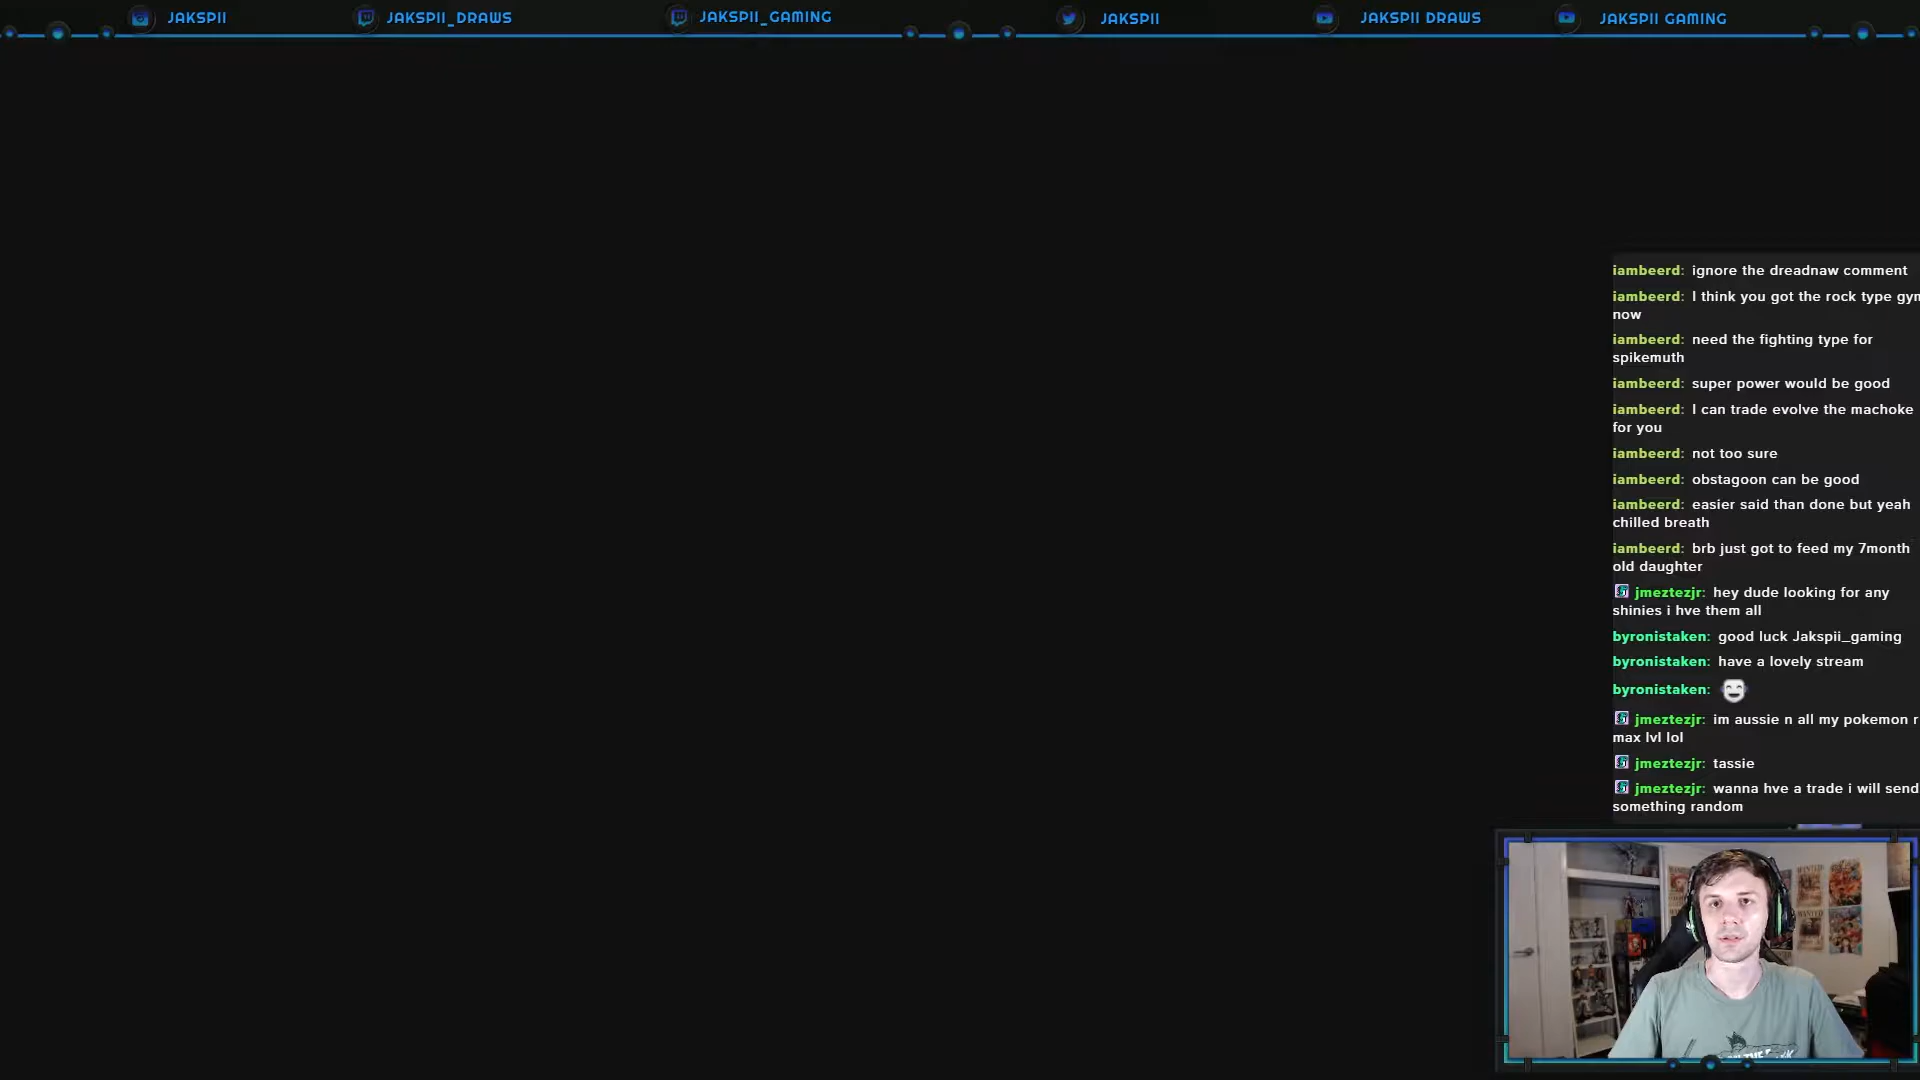 JAKSPII
JAKSPII_DRAWS
JAKSPII_GAMING
JAKSPII
JAKSPII DRAWS
JAKSPII GAMING
iambeerd: ignore the dreadnaw comment
iambeerd: I think you got the rock type gym
now
iambeerd: need the fighting type for
spikemuth
iambeerd: super power would be good
iambeerd: I can trade evolve the machoke
for you
iambeerd: not too sure
iambeerd: obstagoon can be good
iambeerd: easier said than done but yeah
chilled breath
iambeerd: brb just got to feed my 7month
old daughter
jmeztezjr: hey dude looking for any
shinies i hve them all
byronistaken: good luck Jakspii_gaming
byronistaken: have a lovely stream
byronistaken:
jmeztezjr: im aussie n all my pokemon r
max lvl lol
jmeztezjr: tassie
jmeztezjr: wanna hve a trade i will send
something random
WANTED
WANTED